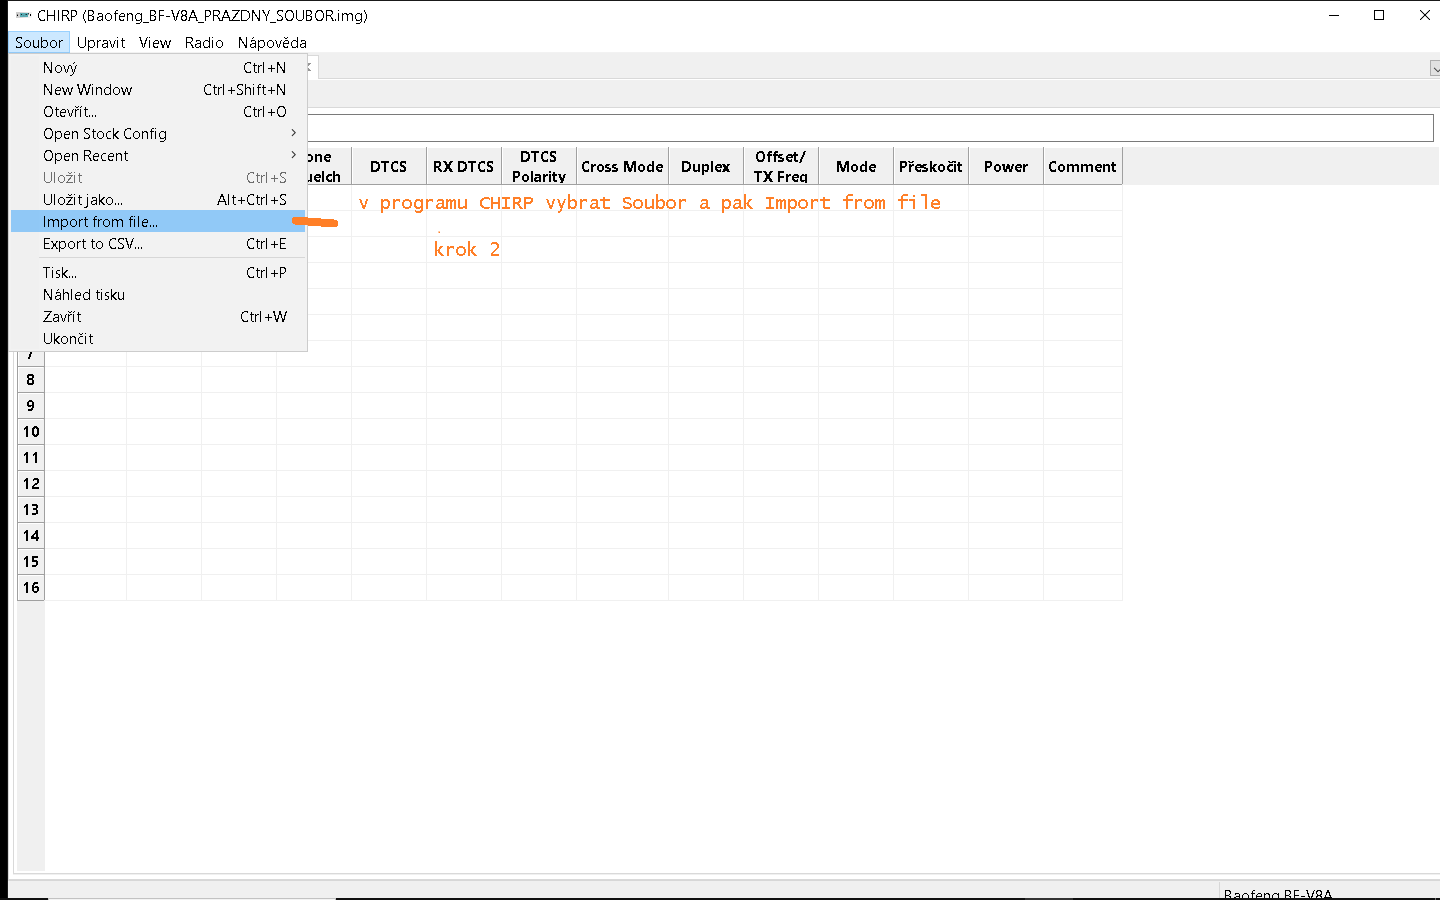 CHIRP (Baofeng_BF-V8A_PRAZDNY_SOUBOR.img)
Soubor Upravit View Radio Nápověda
Nový Ctrl+N
New Window Ctrl+Shift+N
Otevřít... Ctrl+O
Open Stock Config
Open Recent
Uložit Ctrl+S
Uložit jako... Alt+Ctrl+S
Import from file...
Export to CSV... Ctrl+E
Tisk... Ctrl+P
Náhled tisku
Zavřít Ctrl+W
Ukončit
DTCS RX DTCS DTCS Polarity Cross Mode Duplex Offset/ TX Freq Mode Přeskočit Power Comment
v programu CHIRP vybrat Soubor a pak Import from file
krok 2
7
8
9
10
11
12
13
14
15
16
Baofeng BF-V8A